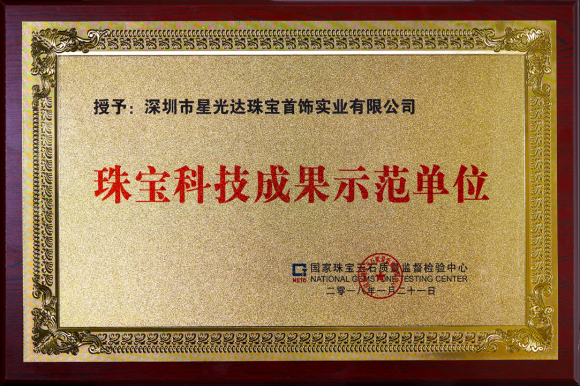 授予：深圳市星光达珠宝首饰实业有限公司
珠宝科技成果示范单位
NGTC
国家珠宝玉石质量监督检验中心
NATIONAL GEMSTONE TESTING CENTER
二零一八年一月二十一日